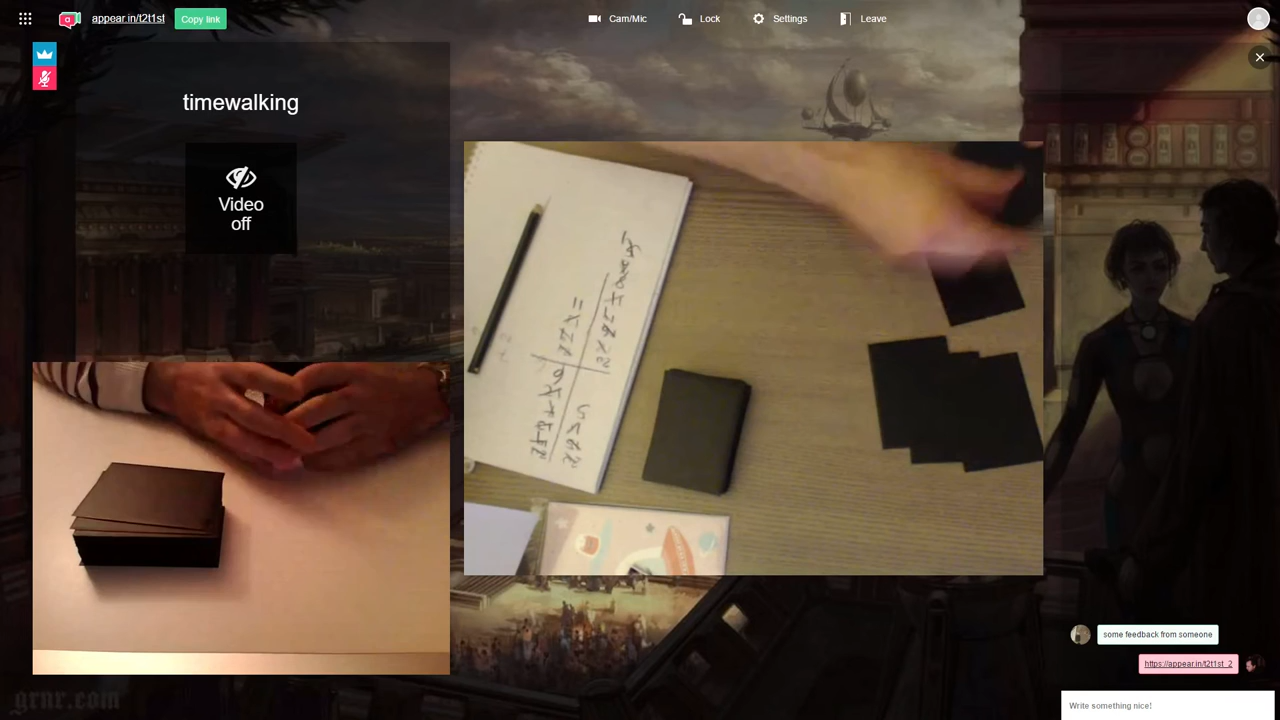 appear.in/t2t1st
Copy link
Cam/Mic
Lock
Settings
Leave
timewalking
Video
off
some feedback from someone
https://appear.in/t2t1st_2
Write something nice!
grnr.com